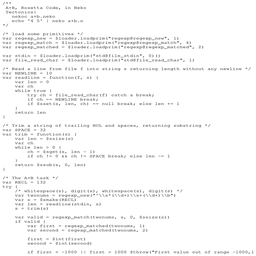 /**
A+B, Rosetta Code, in Neko
Tectonics:
nekoc a+b.neko
echo "4 5" | neko a+b.n
*/
/* load some primitives */
var regexp_new = $loader.loadprim("regexp@regexp_new", 1)
var regexp_match = $loader.loadprim("regexp@regexp_match", 4)
var regexp_matched = $loader.loadprim("regexp@regexp_matched", 2)
var stdin = $loader.loadprim("std@file_stdin", 0)()
var file_read_char = $loader.loadprim("std@file_read_char", 1)
/* Read a line from file f into string s returning length without any newline */
var NEWLINE = 10
var readline = function(f, s) {
var len = 0
var ch
while true {
try ch = file_read_char(f) catch a break;
if ch == NEWLINE break;
if $sset(s, len, ch) == null break; else len += 1
}
return len
}
/* Trim a string of trailing NUL and spaces, returning substring */
var SPACE = 32
var trim = function(s) {
var len = $ssize(s)
var ch
while len > 0 {
ch = $sget(s, len - 1)
if ch != 0 && ch != SPACE break; else len -= 1
}
return $ssub(s, 0, len)
}
/* The A+B task */
var RECL = 132
try {
/* whitespace(s), digit(s), whitespace(s), digit(s) */
var twonums = regexp_new("^\\s*(\\d+)\\s+(\\d+)\\b")
var s = $smake(RECL)
var len = readline(stdin, s)
s = trim(s)
var valid = regexp_match(twonums, s, 0, $ssize(s))
if valid {
var first = regexp_matched(twonums, 1)
var second = regexp_matched(twonums, 2)
first = $int(first)
second = $int(second)
if first < -1000 || first > 1000 $throw("First value out of range -1000,1